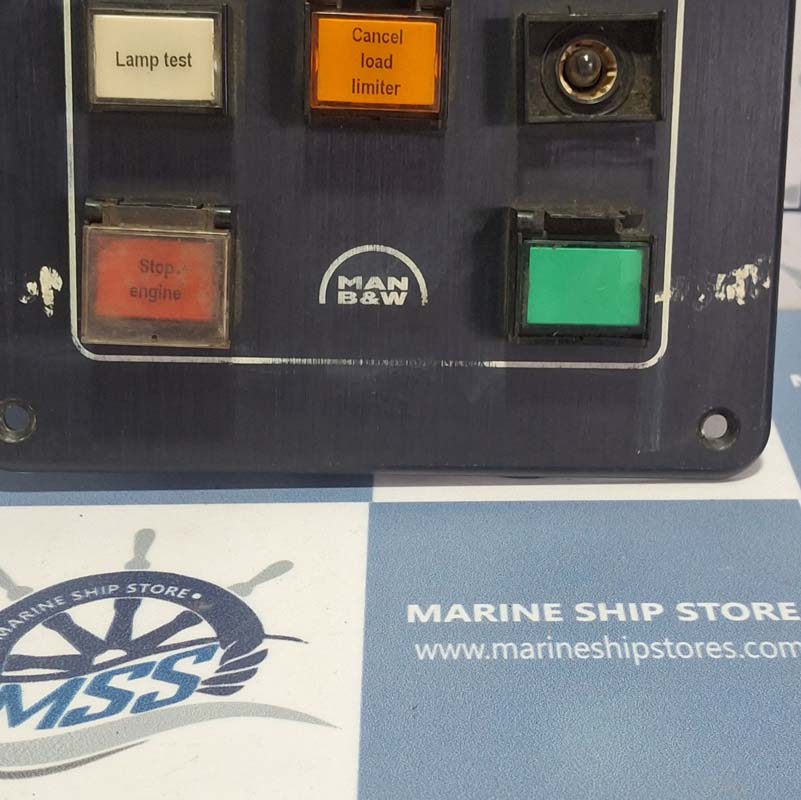 Lamp test
Cancel
load
limiter
Stop
engine
MAN
B&W
MARINE SHIP STORE
MSS
MARINE SHIP STORE
www.marineshipstores.com